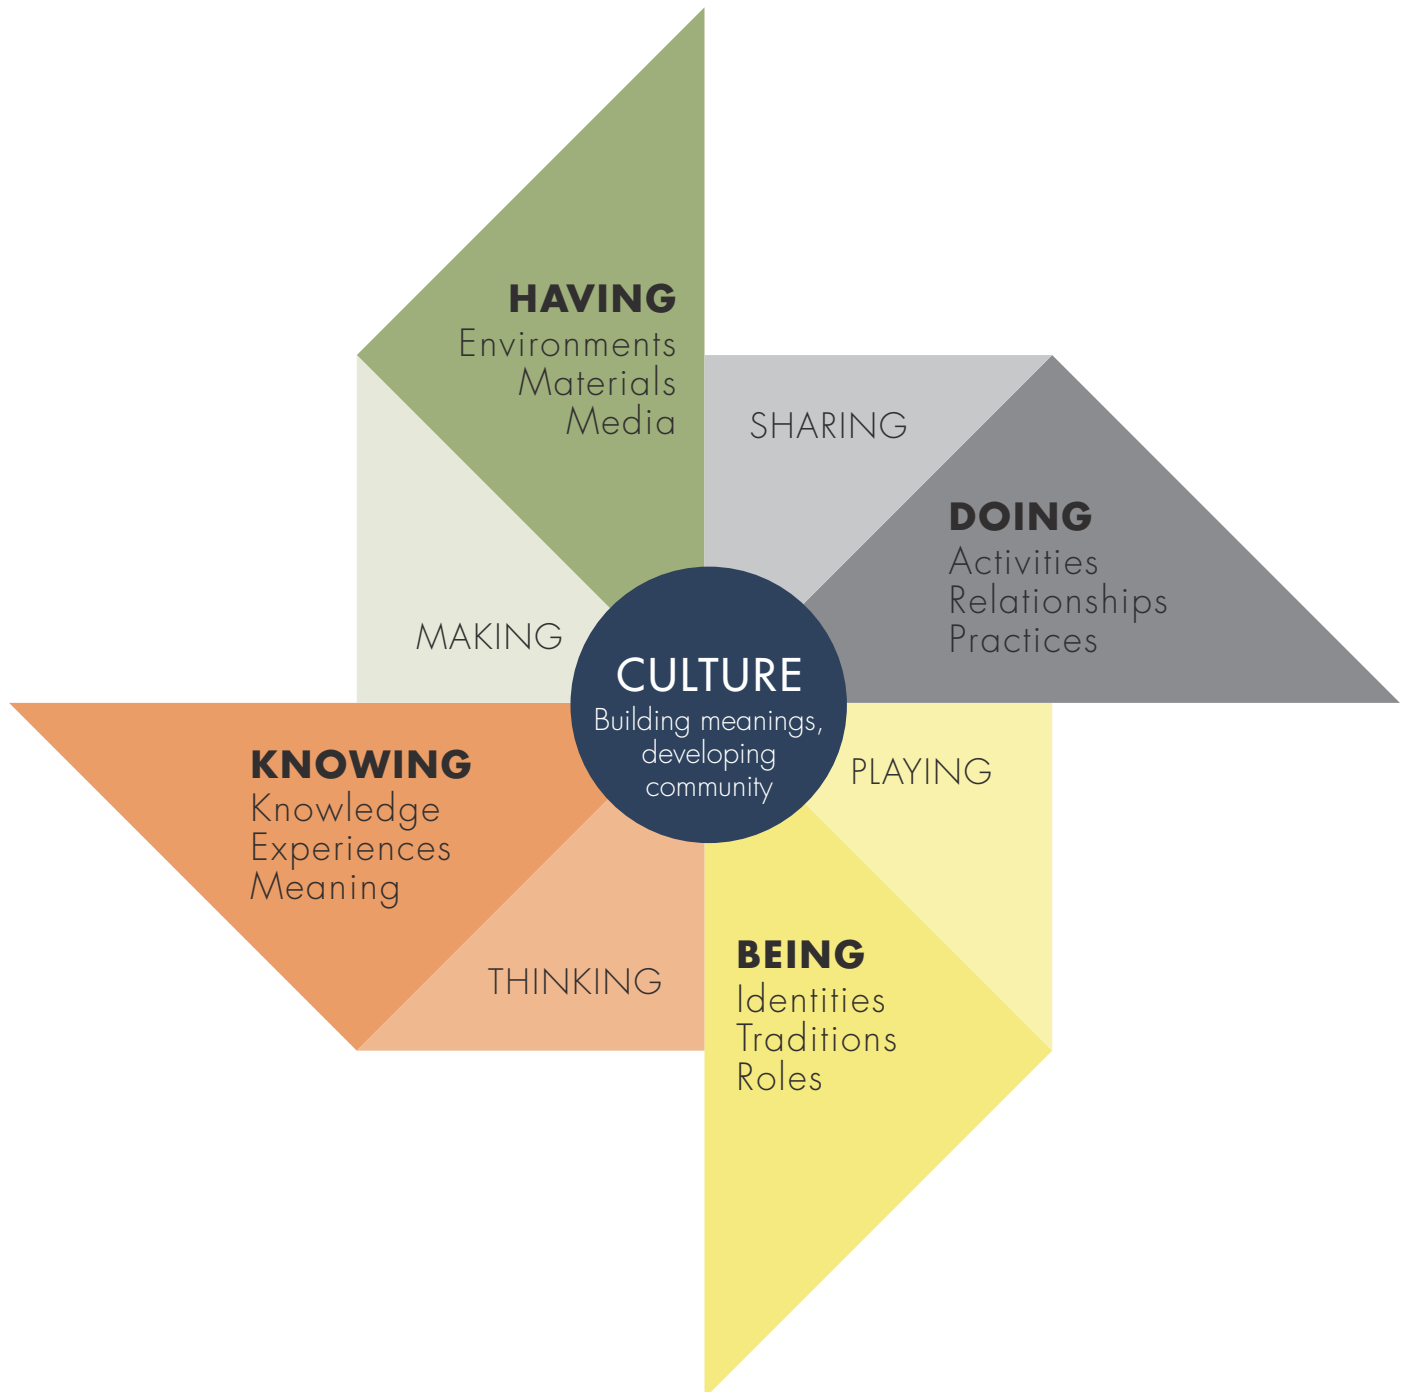 HAVING
Environments
Materials
Media
SHARING
DOING
Activities
Relationships
Practices
MAKING
CULTURE
Building meanings,
developing
community
KNOWING
Knowledge
Experiences
Meaning
PLAYING
THINKING
BEING
Identities
Traditions
Roles